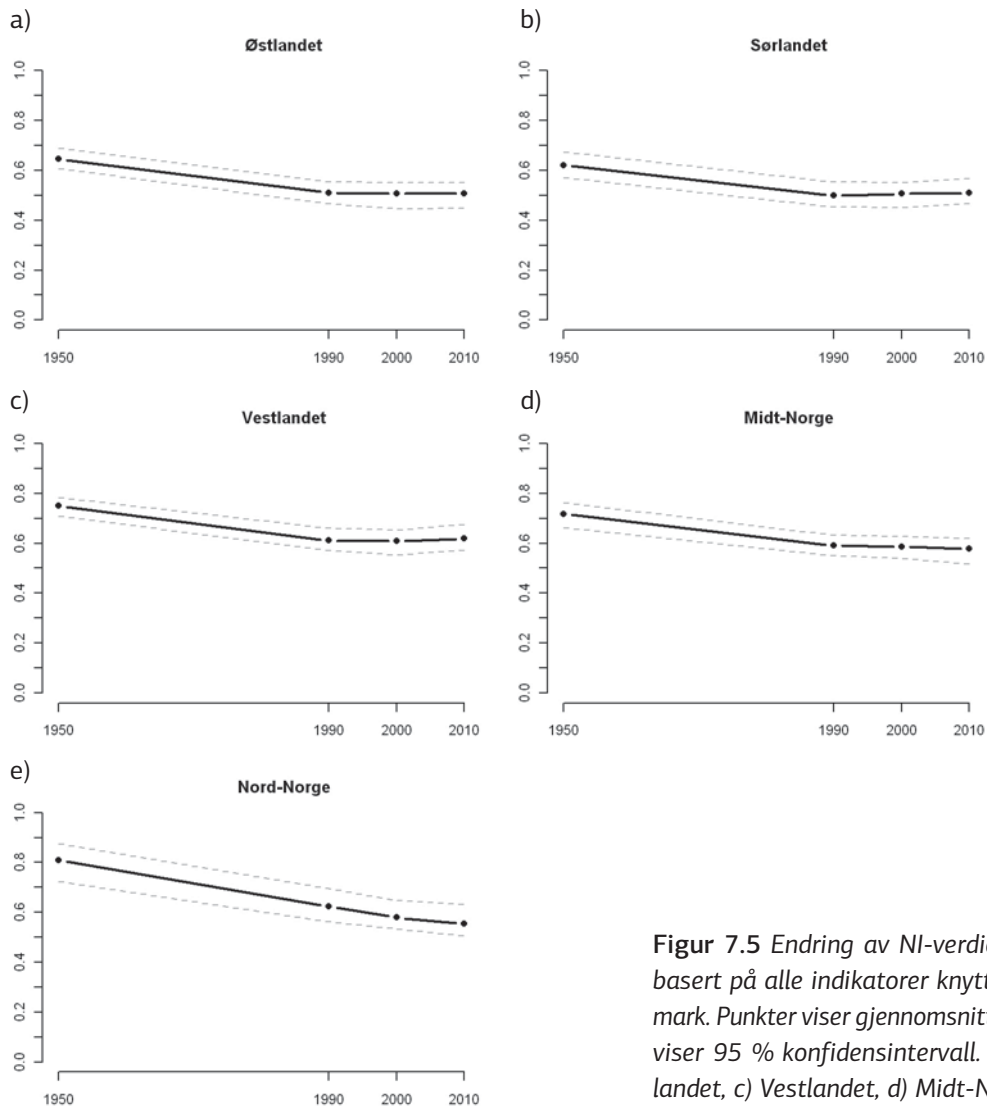 a)
Østlandet
1.0
0.8
0.6
0.4
0.2
0.0
1950 1990 2000 2010
b)
Sørlandet
1.0
0.8
0.6
0.4
0.2
0.0
1950 1990 2000 2010
c)
Vestlandet
1.0
0.8
0.6
0.4
0.2
0.0
1950 1990 2000 2010
d)
Midt-Norge
1.0
0.8
0.6
0.4
0.2
0.0
1950 1990 2000 2010
e)
Nord-Norge
1.0
0.8
0.6
0.4
0.2
0.0
1950 1990 2000 2010
Figur 7.5 Endring av NI-verdi
basert på alle indikatorer knytt
mark. Punkter viser gjennomsnitt
viser 95 % konfidensintervall.
landet, c) Vestlandet, d) Midt-N